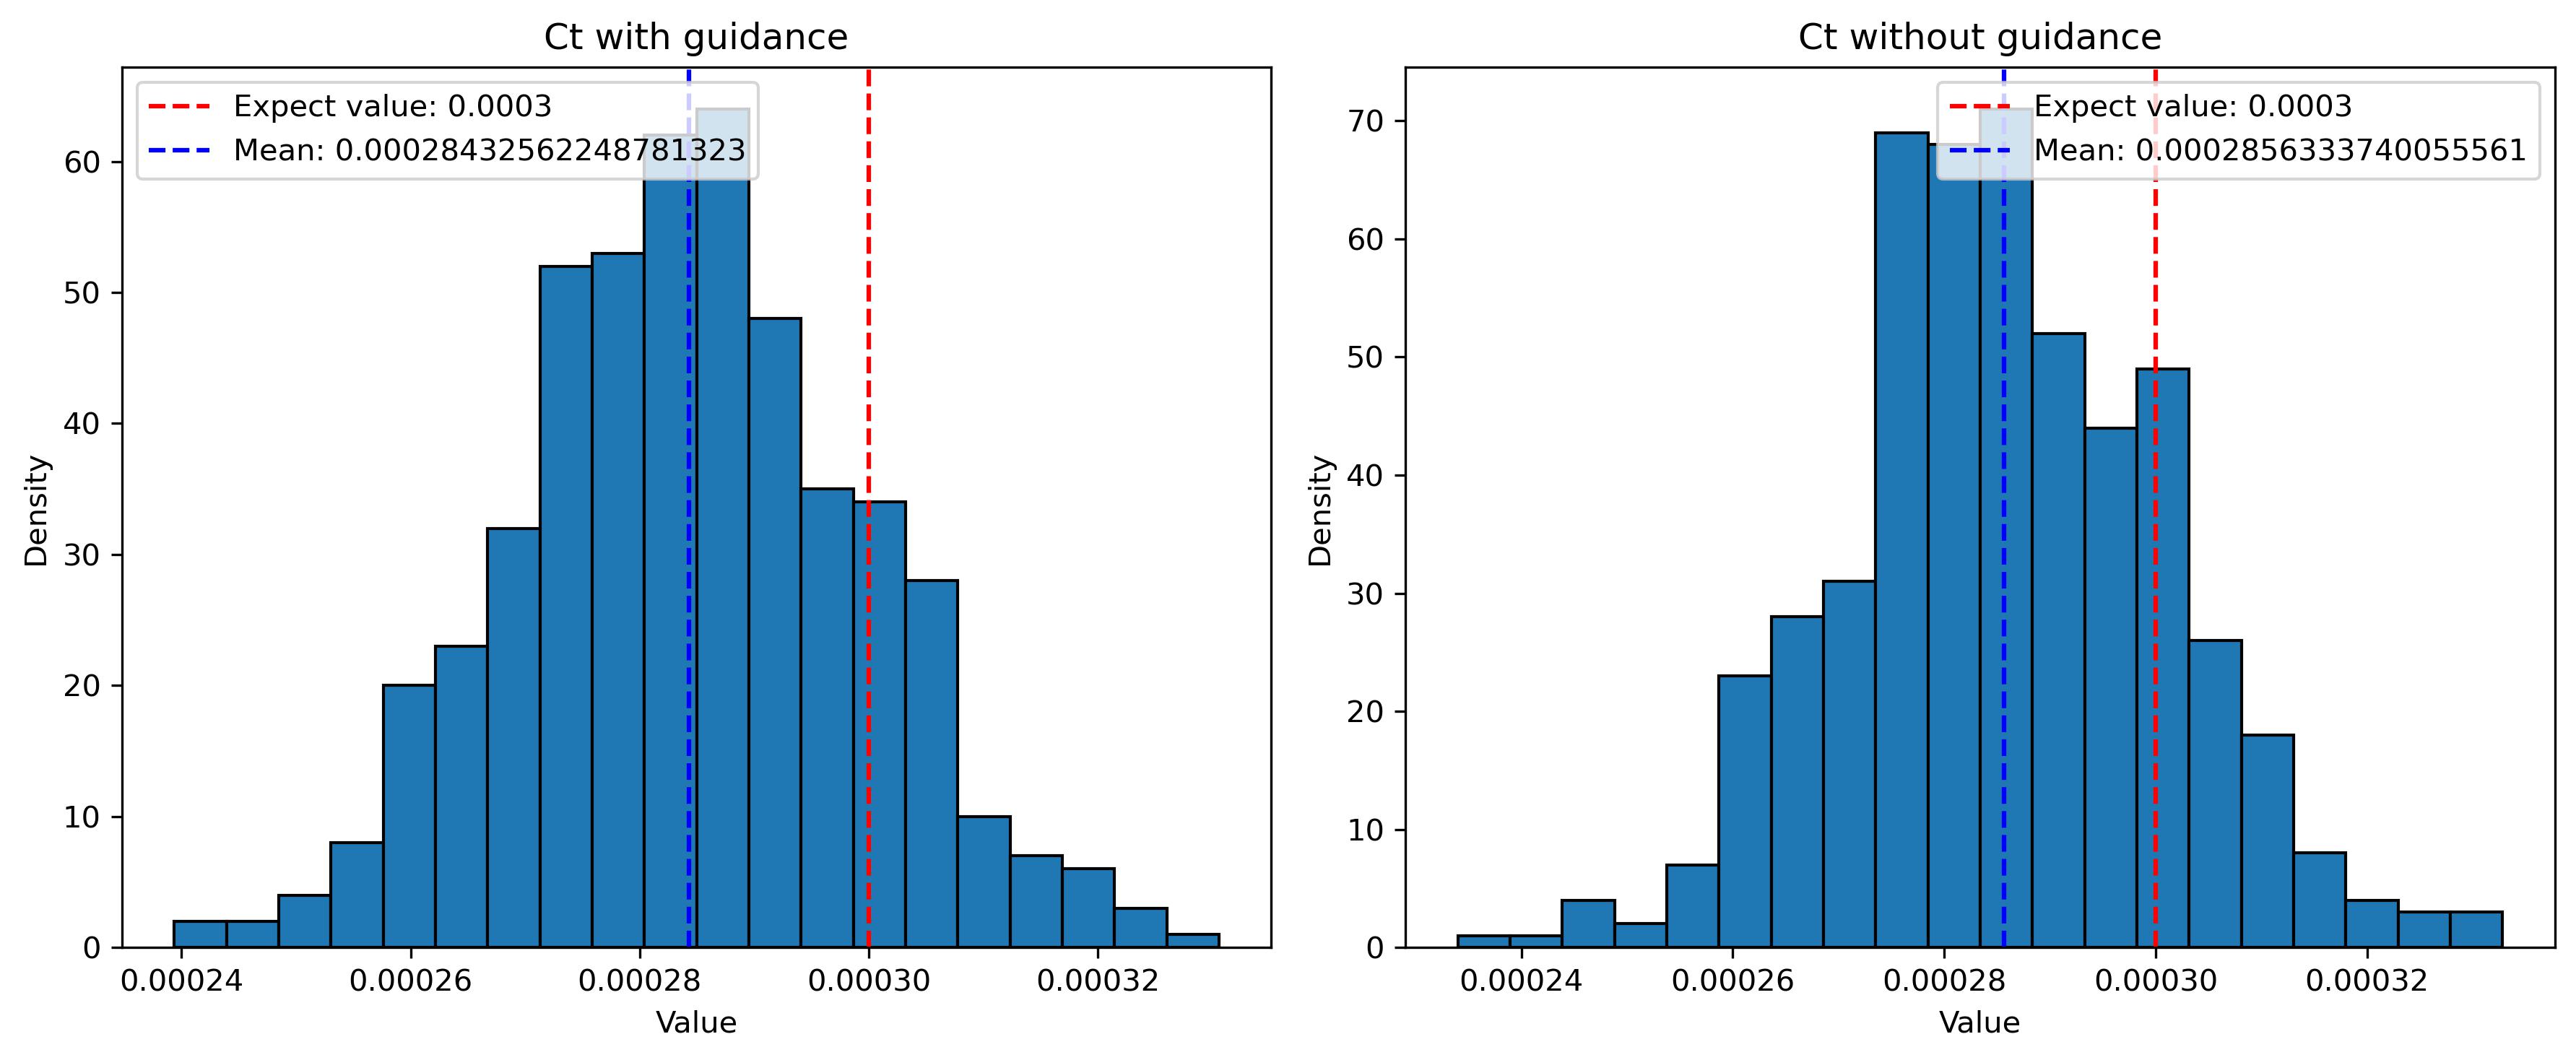 Ct with guidance
Expect value: 0.0003
Mean: 0.00028432562248781323
Density
60
50
40
30
20
10
0
0.00024 0.00026 0.00028 0.00030 0.00032
Value
Ct without guidance
Expect value: 0.0003
Mean: 0.0002856333740055561
Density
70
60
50
40
30
20
10
0
0.00024 0.00026 0.00028 0.00030 0.00032
Value